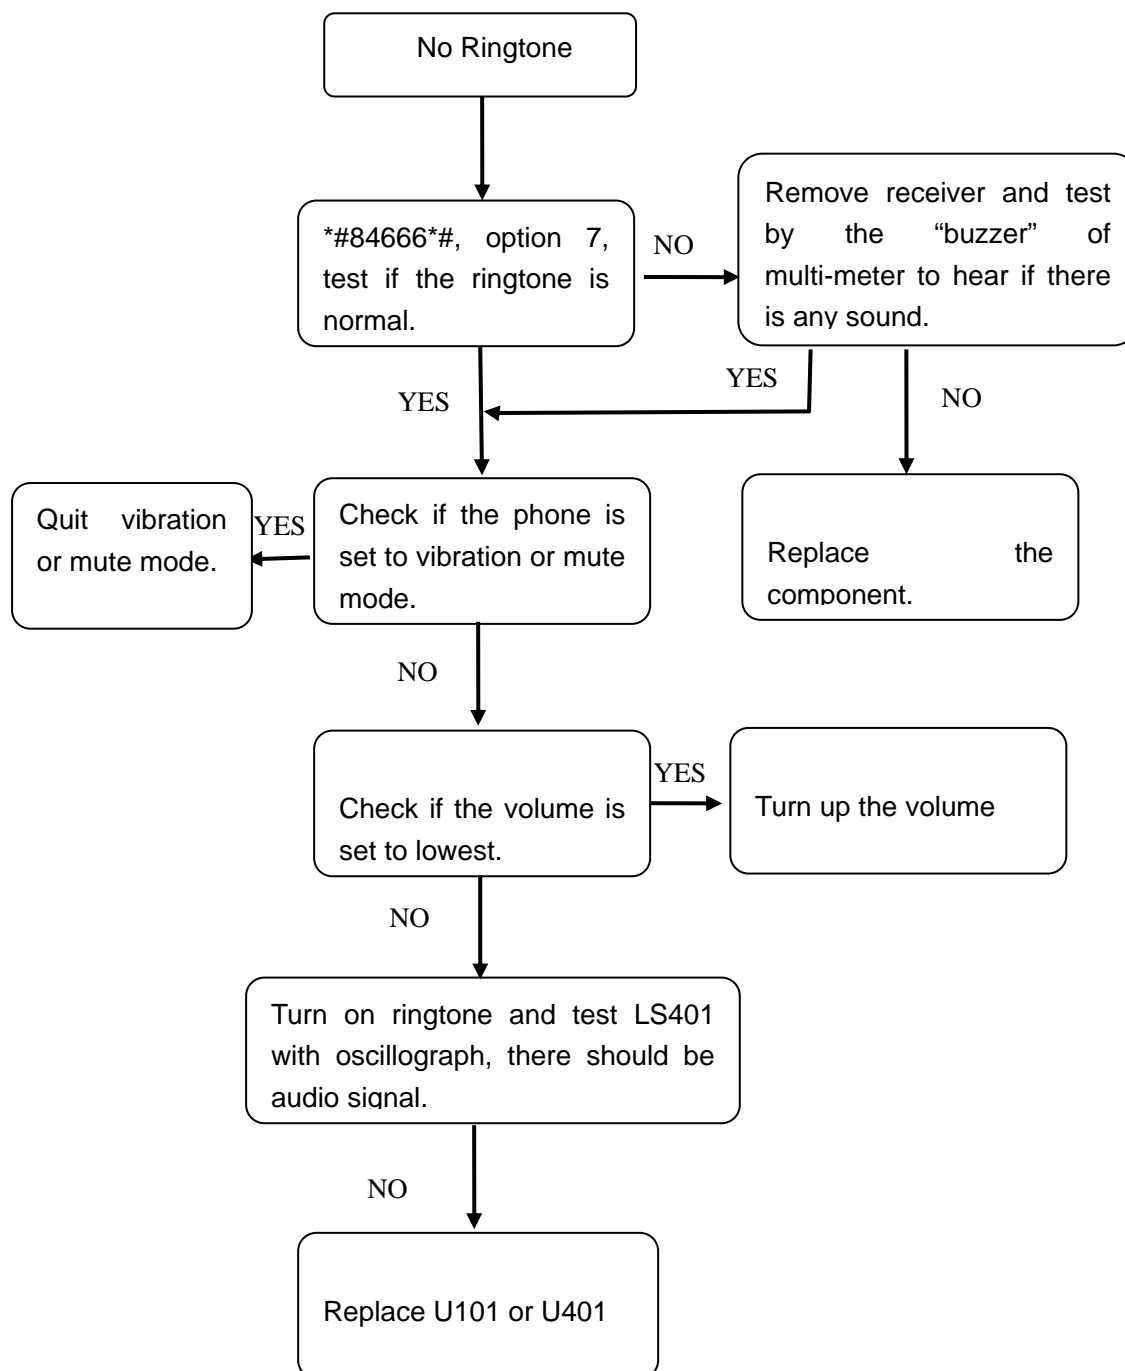 No Ringtone
*#84666*#, option 7,
test if the ringtone is
normal.
NO
Remove receiver and test
by the “buzzer” of
multi-meter to hear if there
is any sound.
YES
YES
NO
Quit vibration
or mute mode.
YES
Check if the phone is
set to vibration or mute
mode.
Replace the
component.
NO
Check if the volume is
set to lowest.
YES
Turn up the volume
NO
Turn on ringtone and test LS401
with oscillograph, there should be
audio signal.
NO
Replace U101 or U401